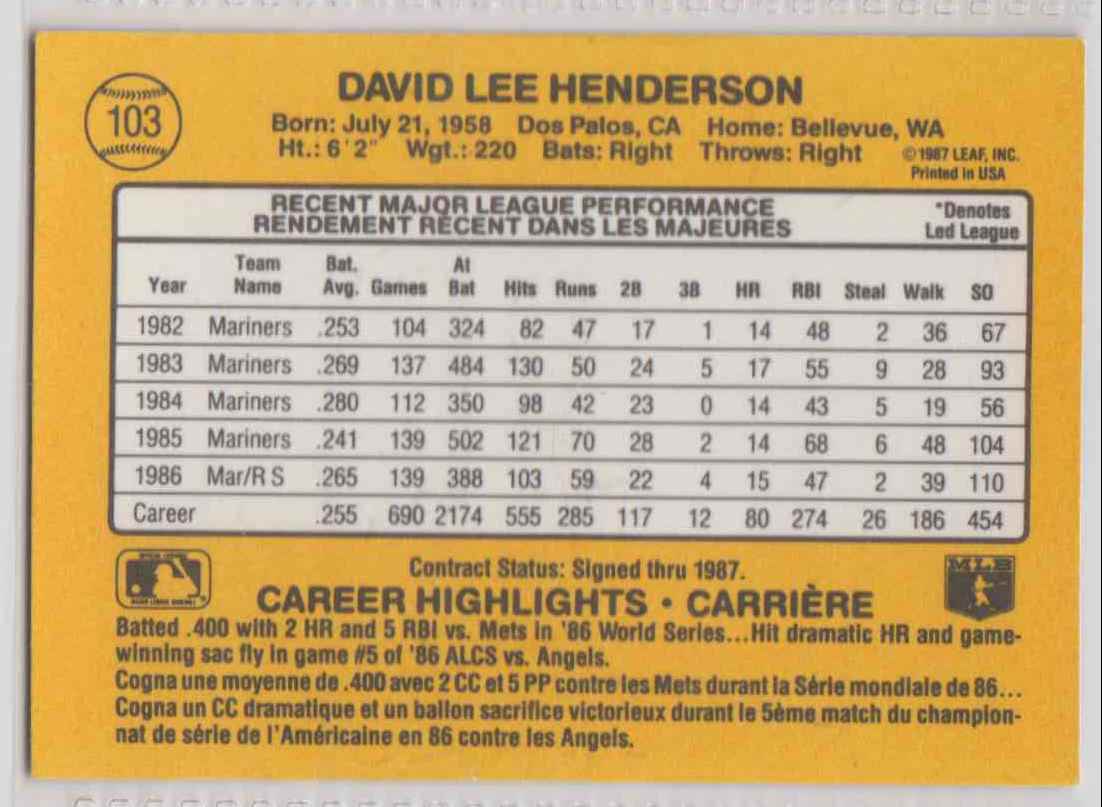 103
DAVID LEE HENDERSON
Born: July 21, 1958 Dos Palos, CA Home: Bellevue, WA
Ht.: 6'2" Wgt.: 220 Bats: Right Throws: Right
©1987 LEAF, INC.
Printed in USA
RECENT MAJOR LEAGUE PERFORMANCE
RENDEMENT RÉCENT DANS LES MAJEURES
*Denotes
Led League
Year Team Name Bat. Avg. Games At Bat Hits Runs 2B 3B HR RBI Steal Walk SO
1982 Mariners .253 104 324 82 47 17 1 14 48 2 36 67
1983 Mariners .269 137 484 130 50 24 5 17 55 9 28 93
1984 Mariners .280 112 350 98 42 23 0 14 43 5 19 56
1985 Mariners .241 139 502 121 70 28 2 14 68 6 48 104
1986 Mar/R S .265 139 388 103 59 22 4 15 47 2 39 110
Career .255 690 2174 555 285 117 12 80 274 26 186 454
Contract Status: Signed thru 1987.
MLB
CAREER HIGHLIGHTS • CARRIÈRE
Batted .400 with 2 HR and 5 RBI vs. Mets in '86 World Series...Hit dramatic HR and game-
winning sac fly in game #5 of '86 ALCS vs. Angels.
Cogna une moyenne de .400 avec 2 CC et 5 PP contre les Mets durant la Série mondiale de 86...
Cogna un CC dramatique et un ballon sacrifice victorieux durant le 5ème match du champion-
nat de série de l'Américaine en 86 contre les Angels.